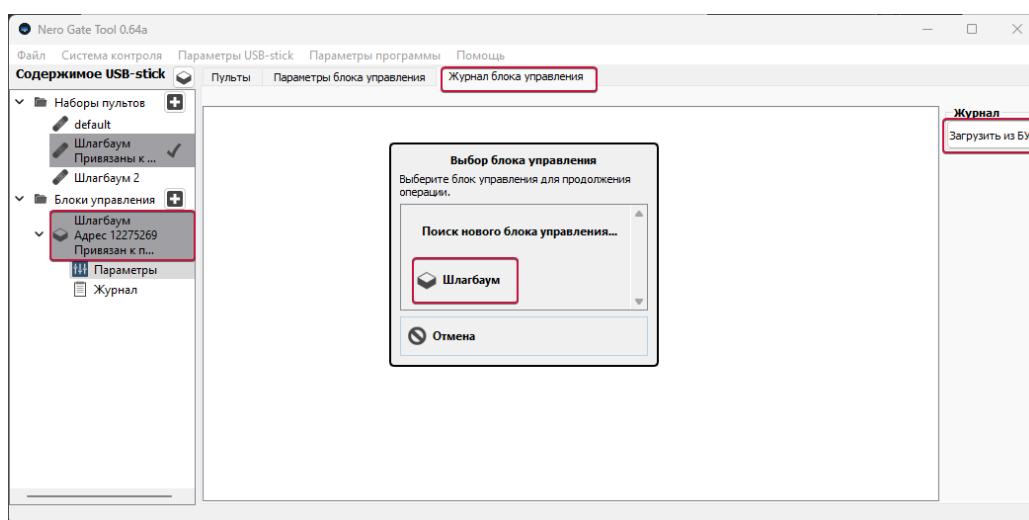 Nero Gate Tool 0.64a
Файл Система контроля Параметры USB-stick Параметры программы Помощь
Содержимое USB-stick
Пульты Параметры блока управления Журнал блока управления
Наборы пультов
default
Шлагбаум
Привязаны к ...
Шлагбаум 2
Блоки управления
Шлагбаум
Адрес 12275269
Привязан к п...
Параметры
Журнал
Выбор блока управления
Выберите блок управления для продолжения
операции.
Поиск нового блока управления...
Шлагбаум
Отмена
Журнал
Загрузить из БУ